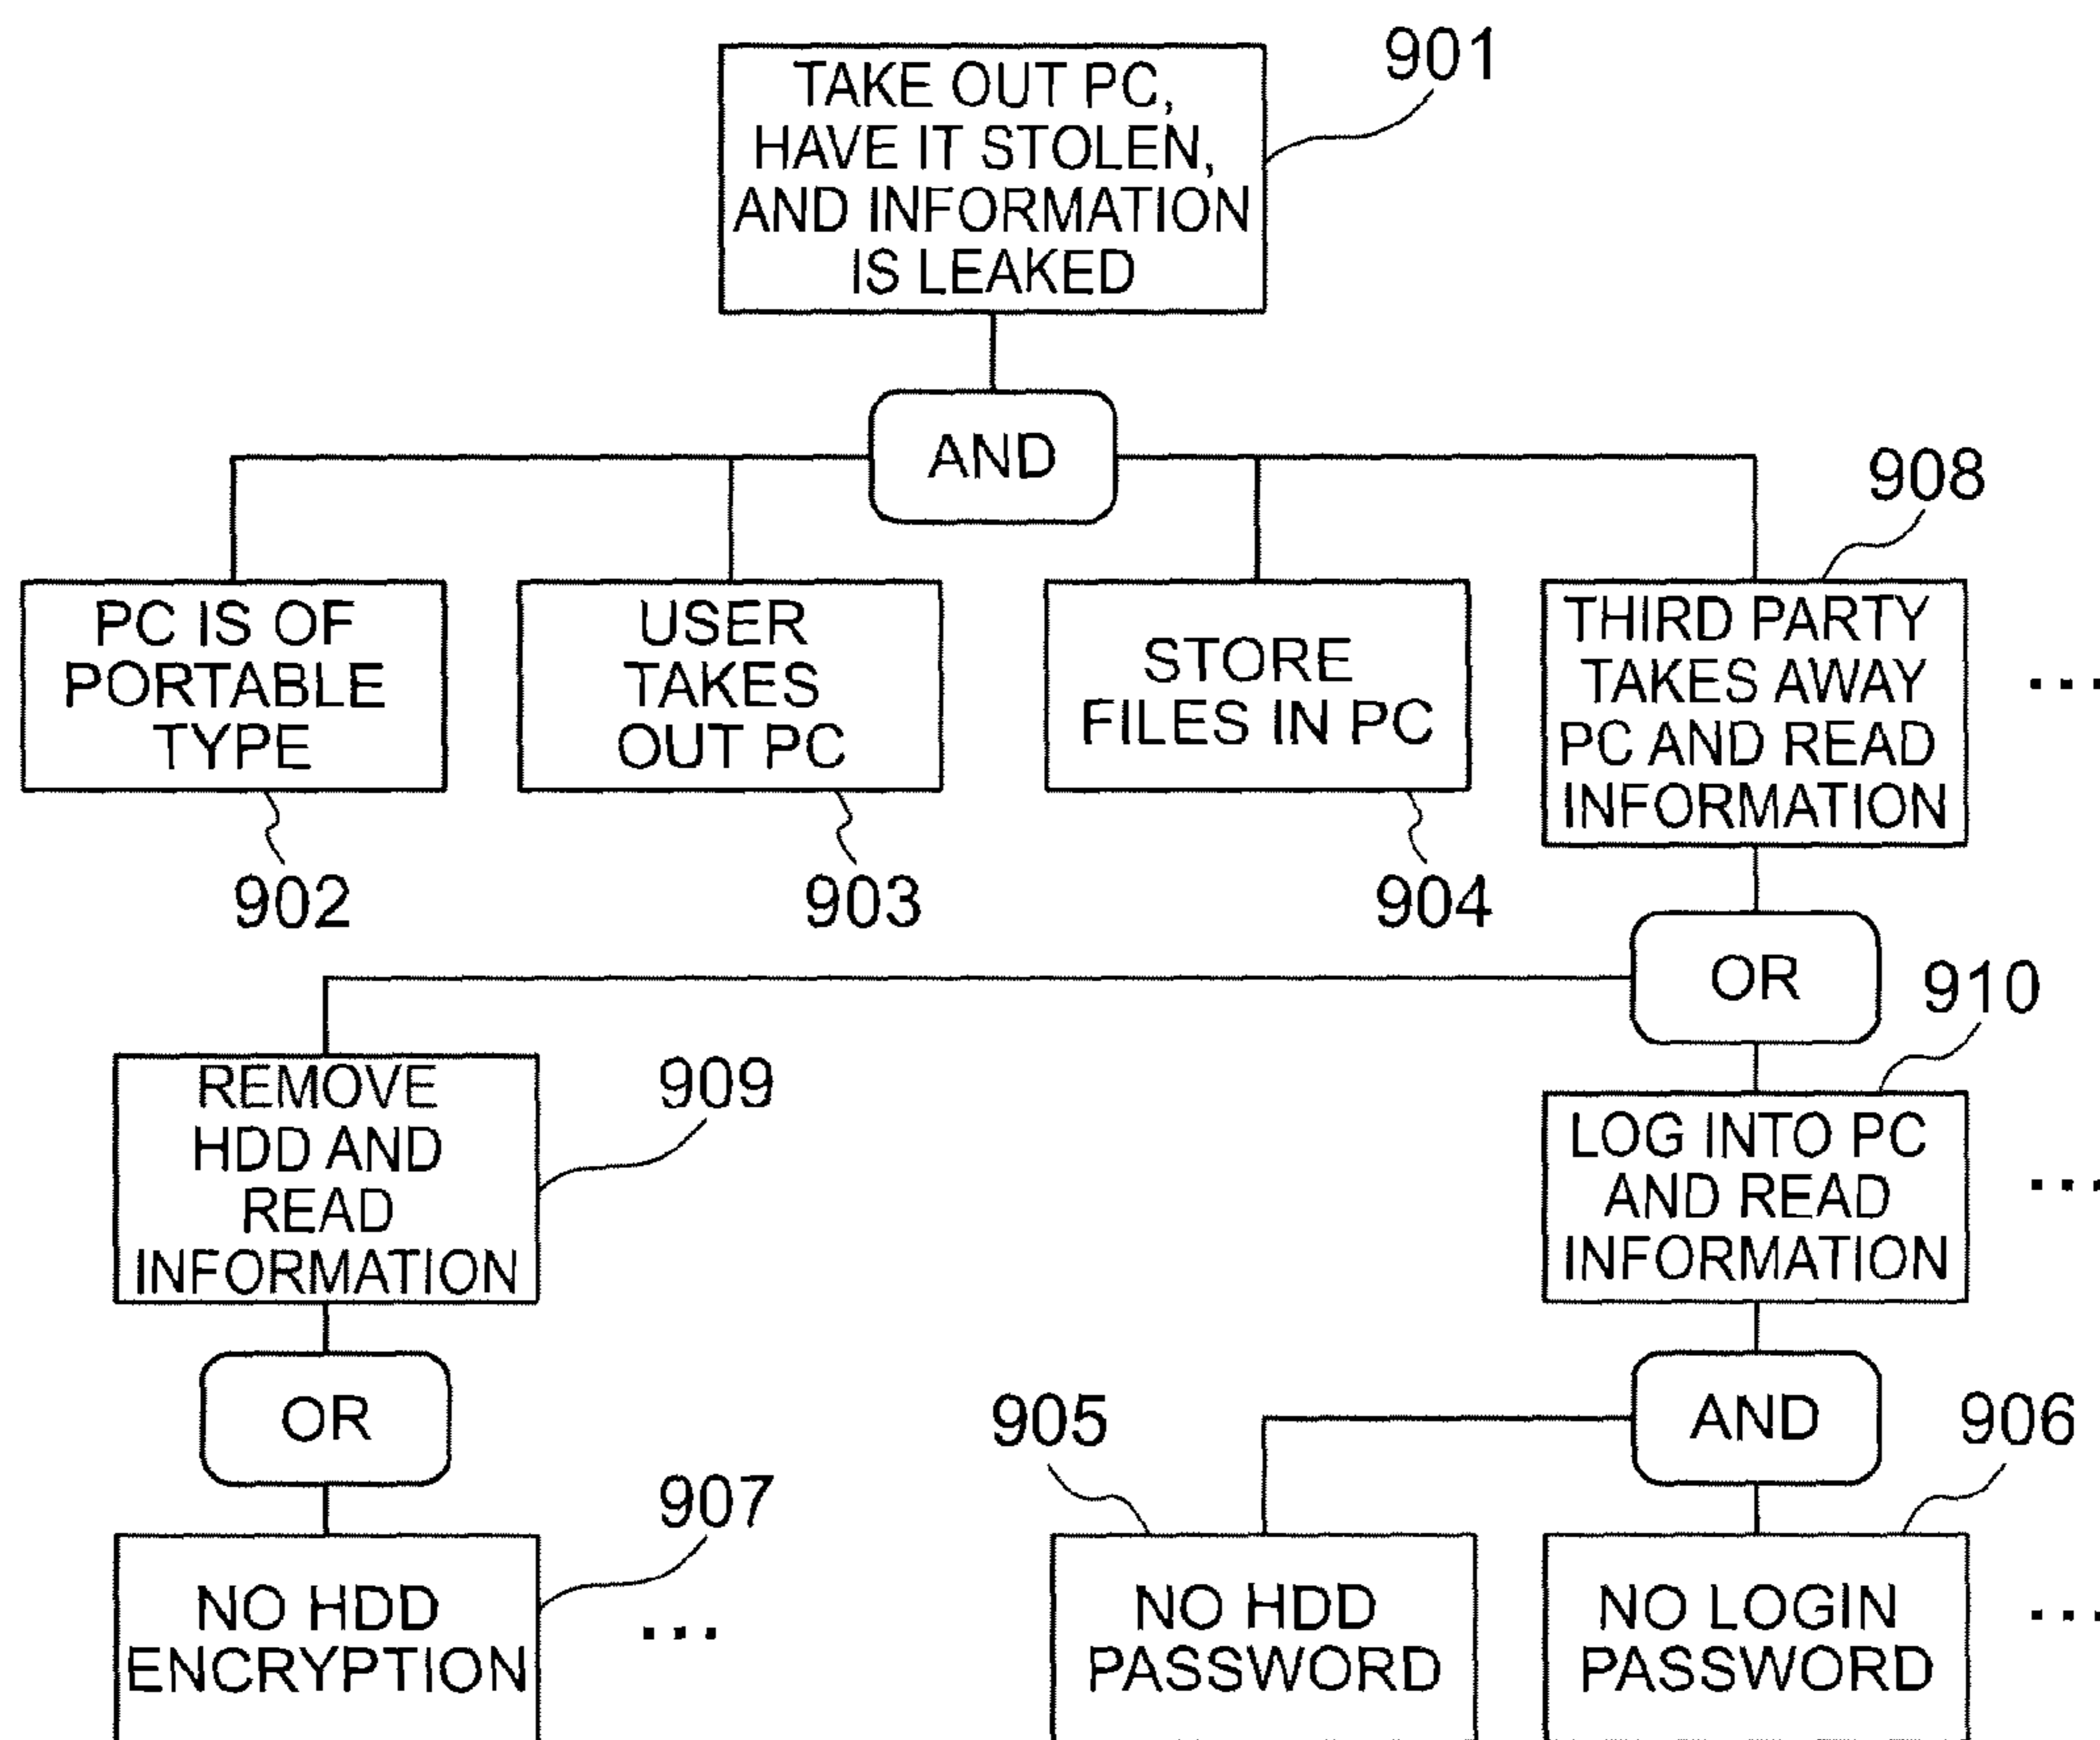 901
TAKE OUT PC,
HAVE IT STOLEN,
AND INFORMATION
IS LEAKED
AND
908
PC IS OF
PORTABLE
TYPE
USER
TAKES
OUT PC
STORE
FILES IN PC
THIRD PARTY
TAKES AWAY
PC AND READ
INFORMATION
...
902
903
904
OR
910
REMOVE
HDD AND
READ
INFORMATION
909
LOG INTO PC
AND READ
INFORMATION
...
OR
905
AND
906
907
NO HDD
ENCRYPTION
...
NO HDD
PASSWORD
NO LOGIN
PASSWORD
...